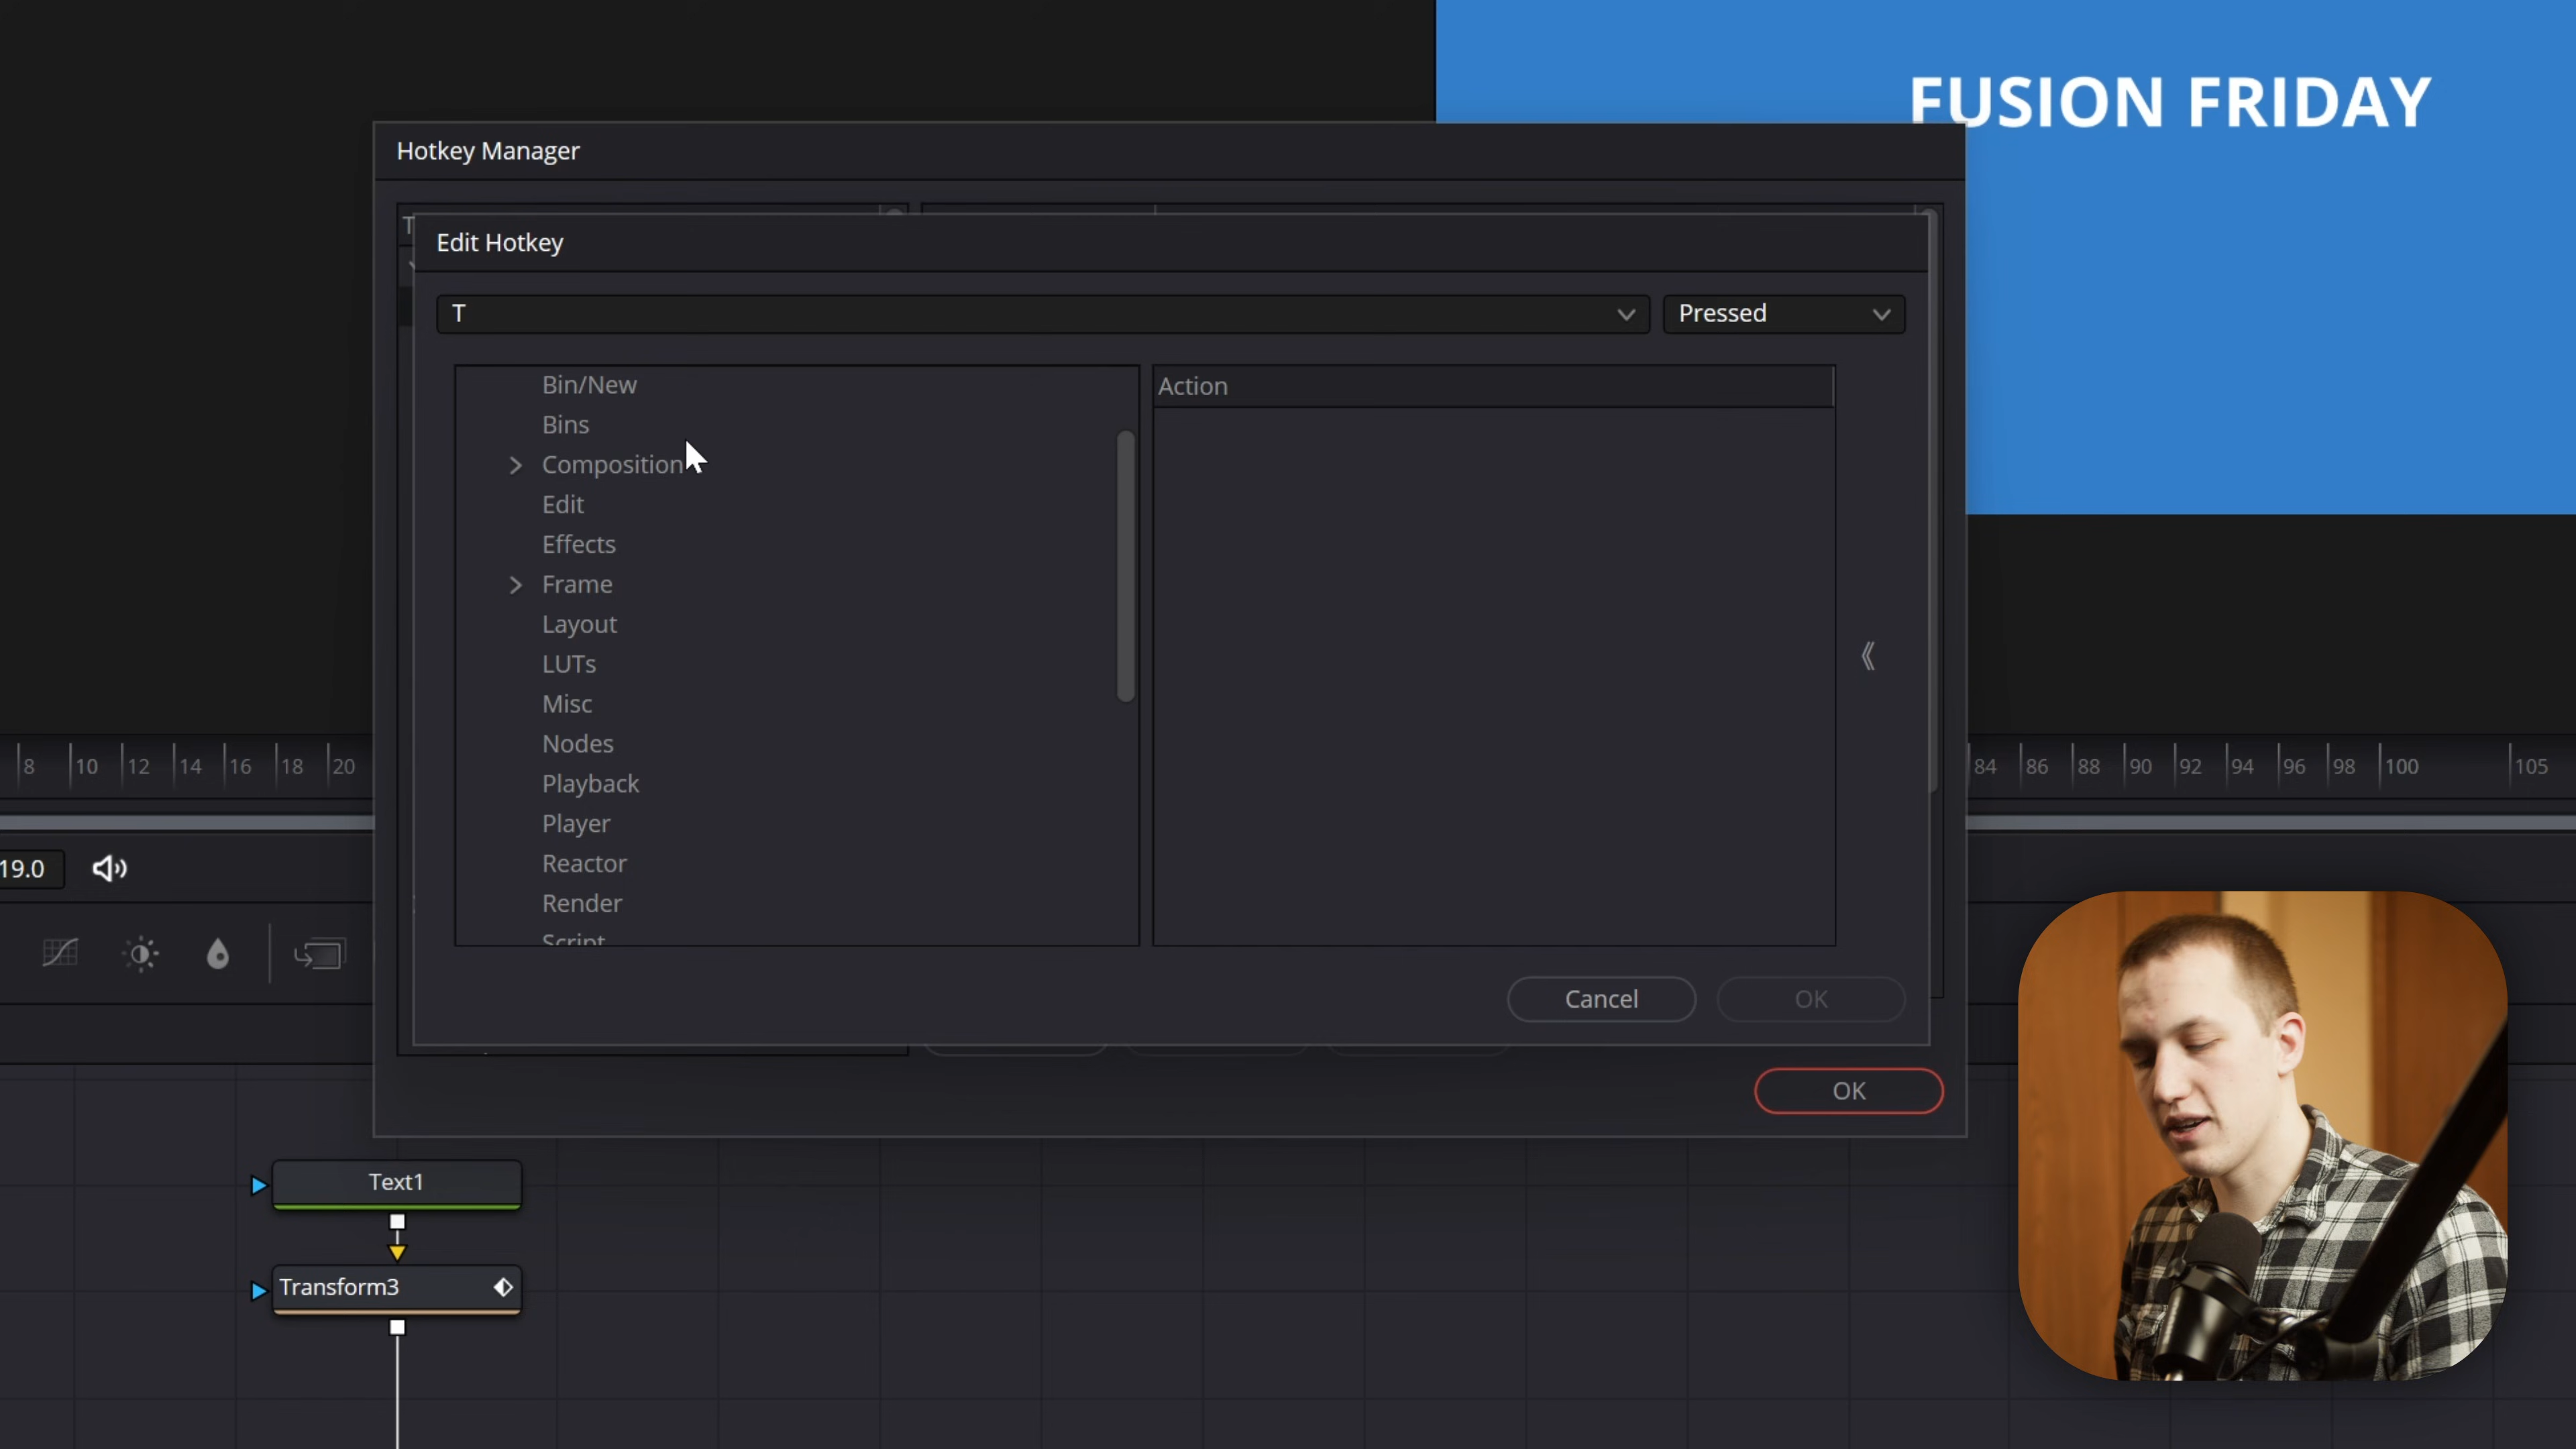 FUSION FRIDAY
Hotkey Manager
T
Edit Hotkey
T
Pressed
Bin/New
Bins
Composition
Edit
Effects
Frame
Layout
LUTs
Misc
Nodes
Playback
Player
Reactor
Render
Script
Action
Cancel
OK
OK
8 10 12 14 16 18 20
84 86 88 90 92 94 96 98 100 105
19.0
Text1
Transform3